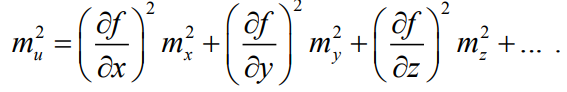 m_u^2 = (∂f/∂x)^2 m_x^2 + (∂f/∂y)^2 m_y^2 + (∂f/∂z)^2 m_z^2 + ... .